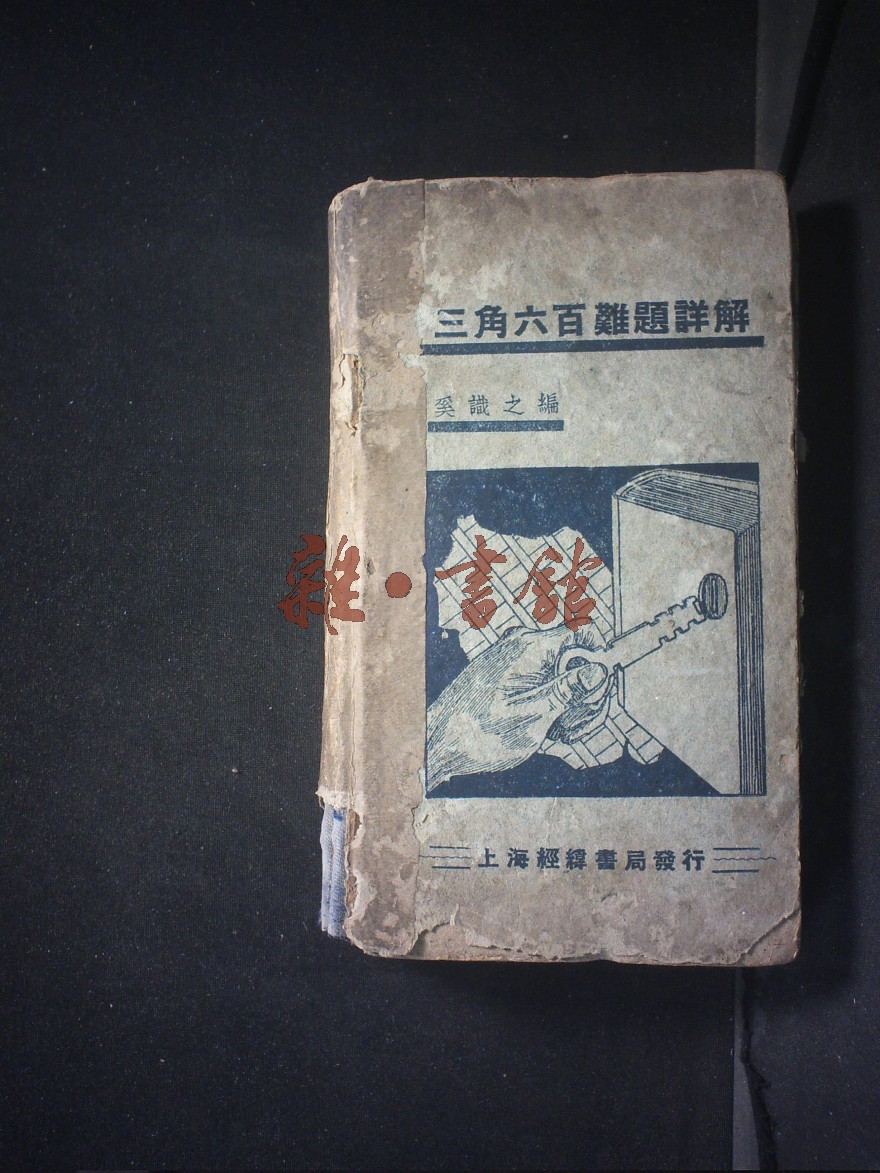 三角六百難題詳解
奚識之編
雜·書館
上海經緯書局發行